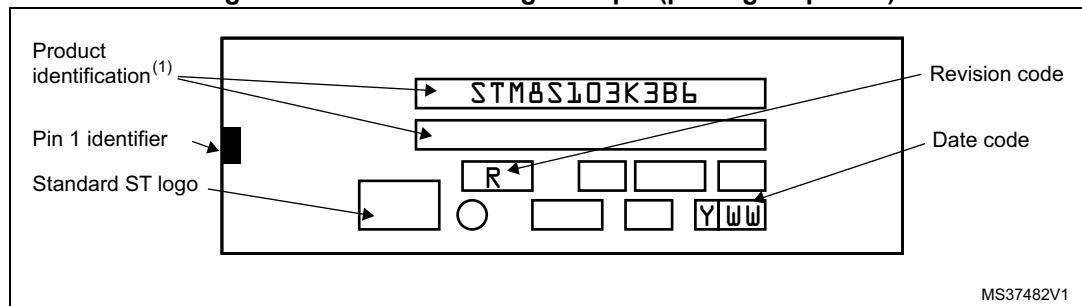 Product identification(1)
STM8S103K3B6
Revision code
Pin 1 identifier
R
Date code
Standard ST logo
Y WW
MS37482V1